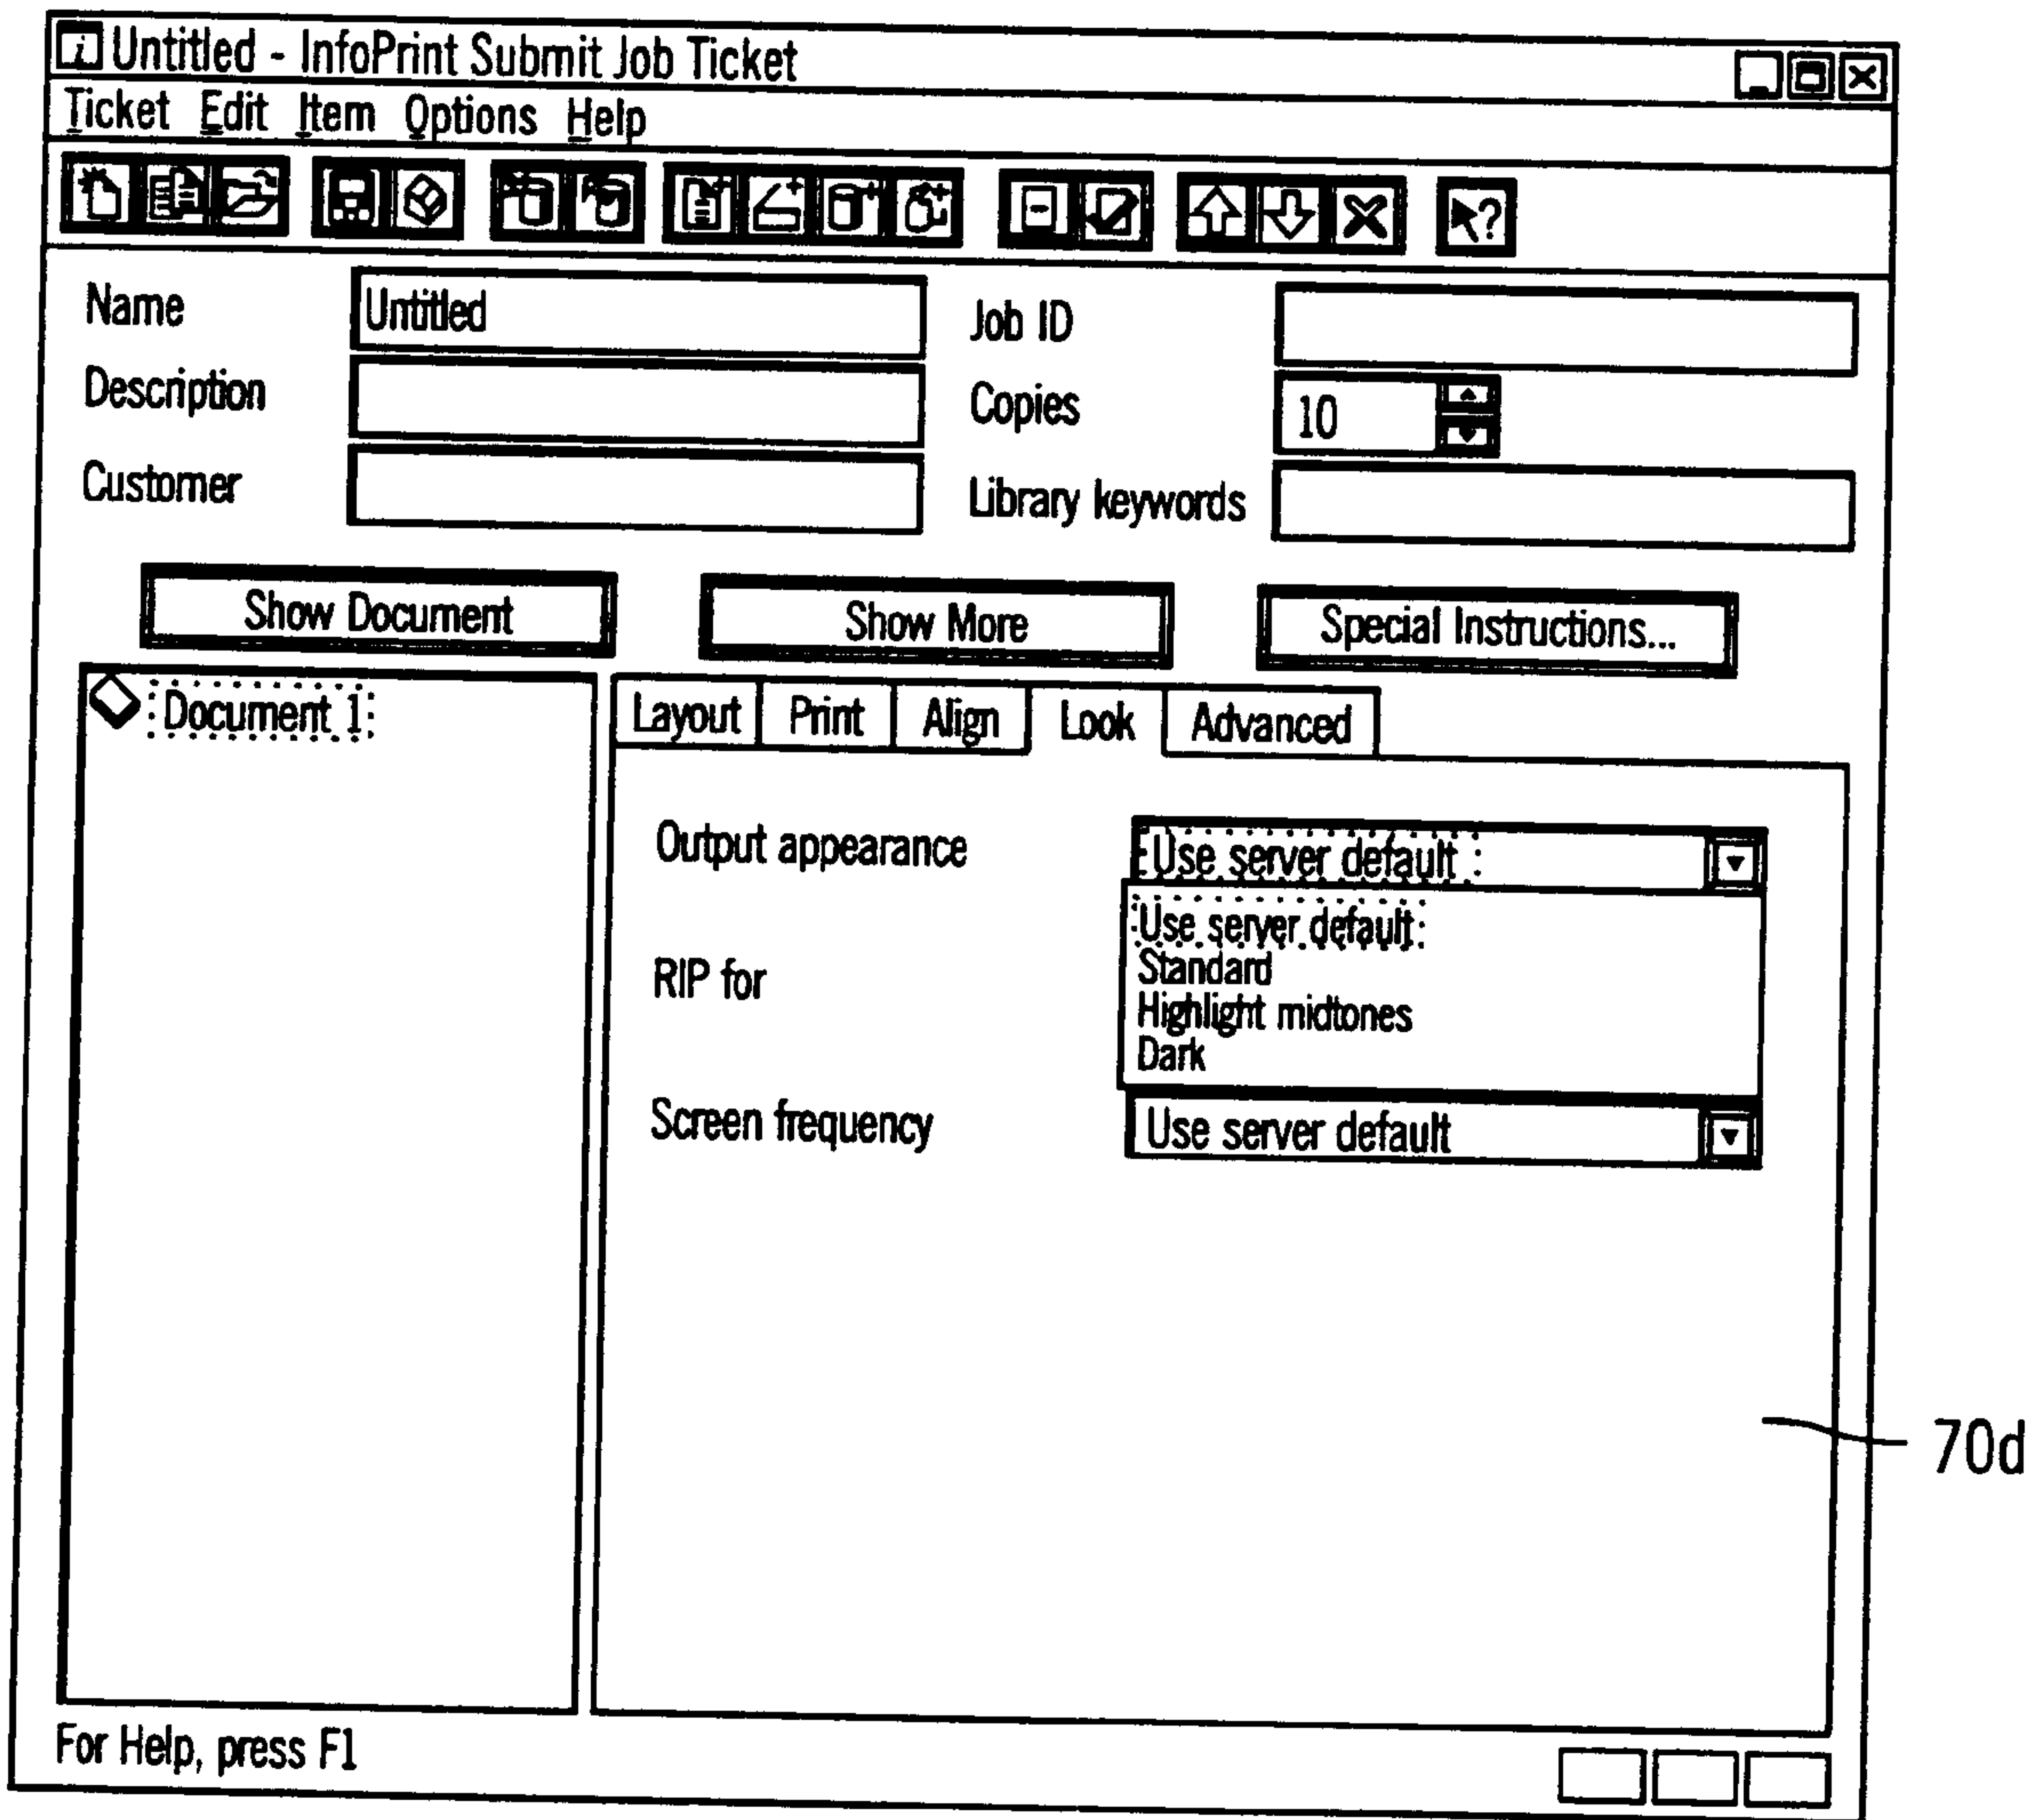 Untitled - InfoPrint Submit Job Ticket
Ticket Edit Item Options Help
Name Untitled Job ID
Description Copies 10
Customer Library keywords
Show Document Show More Special Instructions...
Document 1 Layout Print Align Look Advanced
Output appearance Use server default
Use server default
Standard
RIP for
Highlight midtones
Dark
Screen frequency Use server default
70d
For Help, press F1